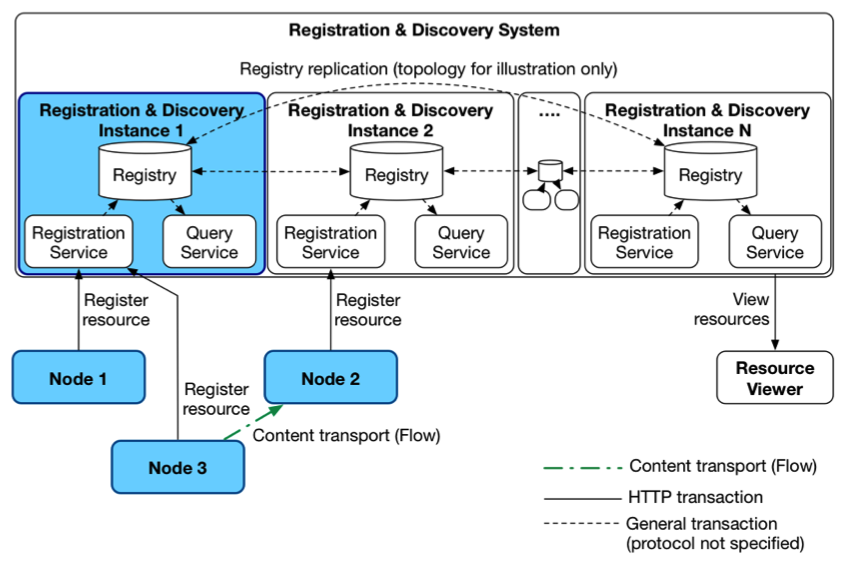 Registration & Discovery System
Registry replication (topology for illustration only)
Registration & Discovery
Instance 1
Registry
Registration
Service
Query
Service
Registration & Discovery
Instance 2
Registry
Registration
Service
Query
Service
....
Registration & Discovery
Instance N
Registry
Registration
Service
Query
Service
Register
resource
Register
resource
View
resources
Node 1
Register
resource
Node 2
Resource
Viewer
Content transport (Flow)
Node 3
Content transport (Flow)
HTTP transaction
General transaction
(protocol not specified)